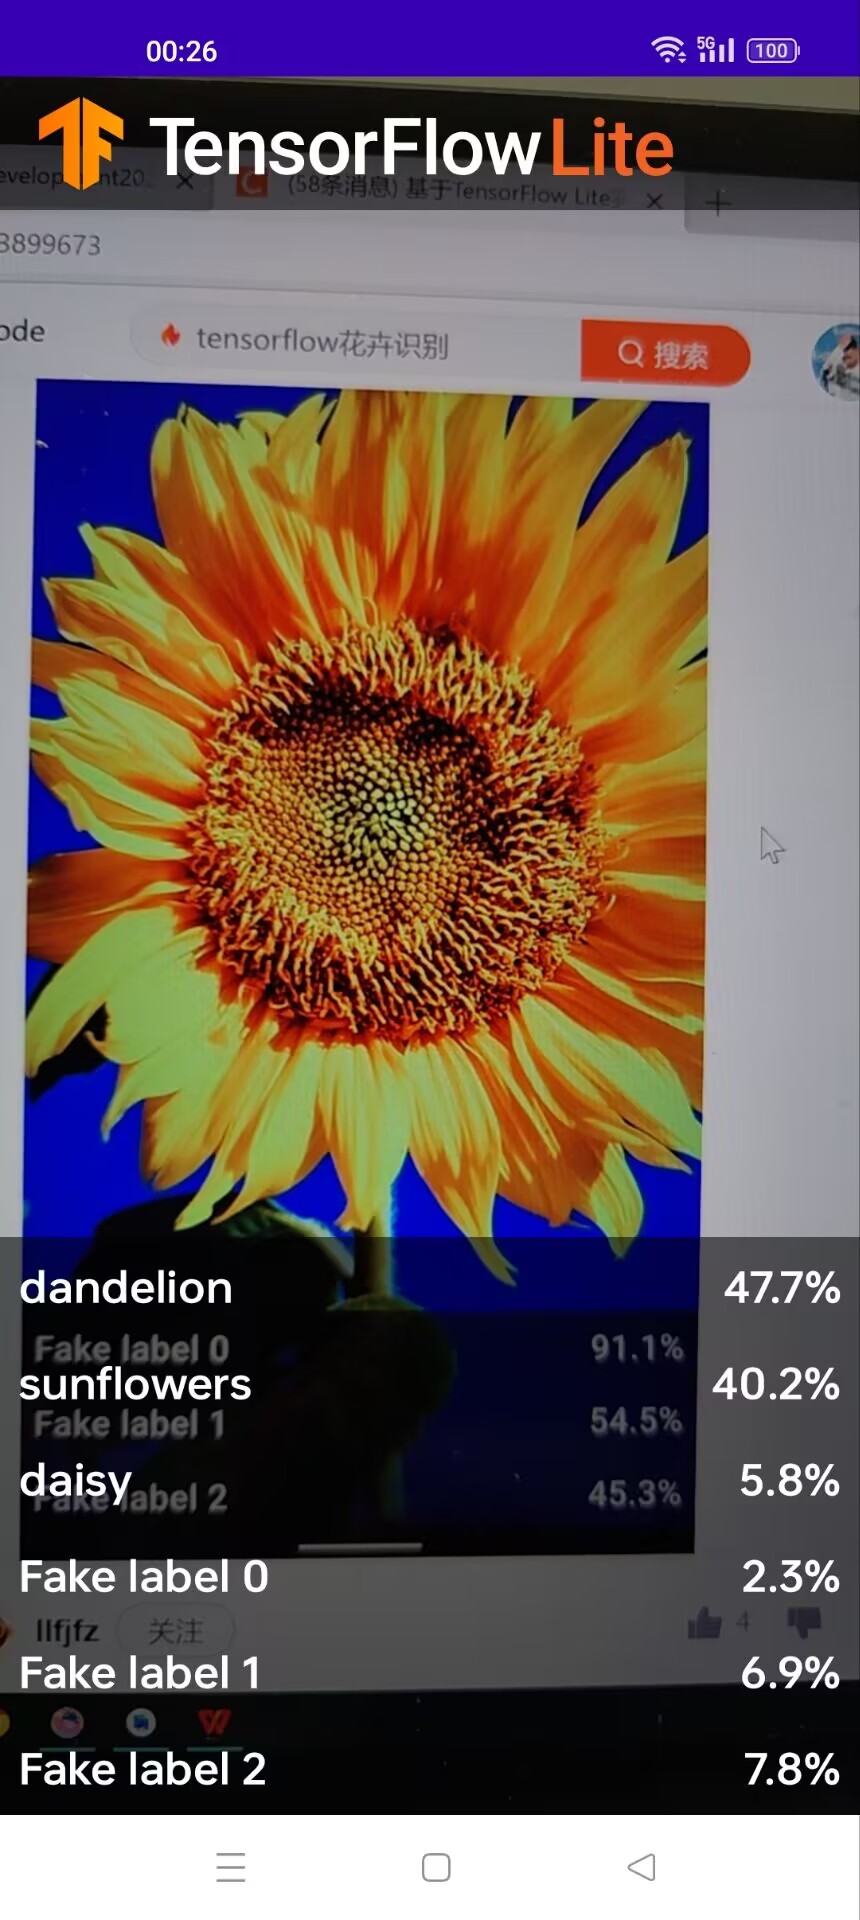 00:26
5G
100
TensorFlow Lite
(58条消息) 基于TensorFlow Lite
3899673
ode
tensorflow花卉识别
搜索
dandelion 47.7%
Fake label 0 91.1%
sunflowers 40.2%
Fake label 1 54.5%
daisy 5.8%
Fake label 2 45.3%
Fake label 0 2.3%
llfjfz 关注 4
Fake label 1 6.9%
Fake label 2 7.8%